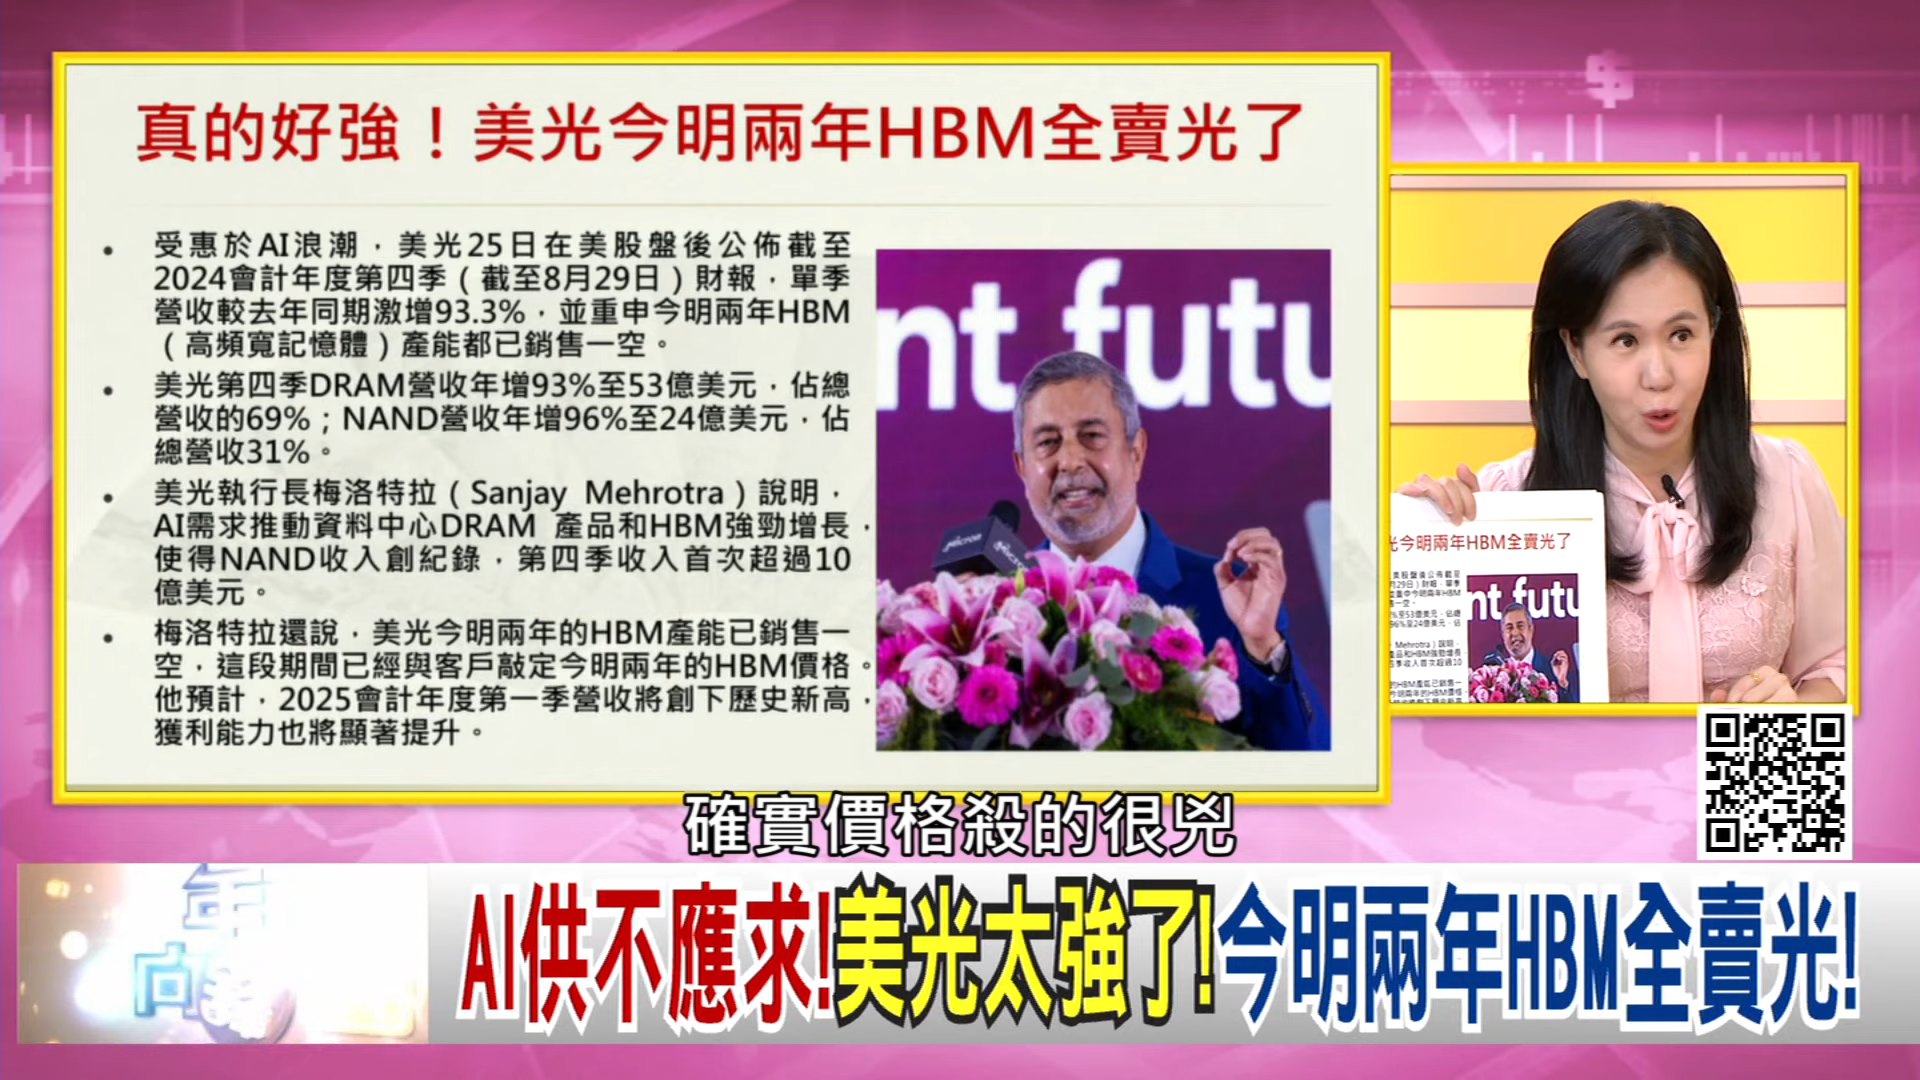 真的好強！美光今明兩年HBM全賣光了
• 受惠於AI浪潮，美光25日在美股盤後公佈截至
2024會計年度第四季（截至8月29日）財報，單季
營收較去年同期激增93.3%，並重申今明兩年HBM
（高頻寬記憶體）產能都已銷售一空。
• 美光第四季DRAM營收年增93%至53億美元，佔總
營收的69%；NAND營收年增96%至24億美元，佔
總營收31%。
• 美光執行長梅洛特拉（Sanjay Mehrotra）說明，
AI需求推動資料中心DRAM 產品和HBM強勁增長，
使得NAND收入創紀錄，第四季收入首次超過10
億美元。
• 梅洛特拉還說，美光今明兩年的HBM產能已銷售一
空，這段期間已經與客戶敲定今明兩年的HBM價格。
他預計，2025會計年度第一季營收將創下歷史新高，
獲利能力也將顯著提升。
nt futu
micron
光今明兩年HBM全賣光了
nt futu
確實價格殺的很兇
AI供不應求!美光太強了!今明兩年HBM全賣光!